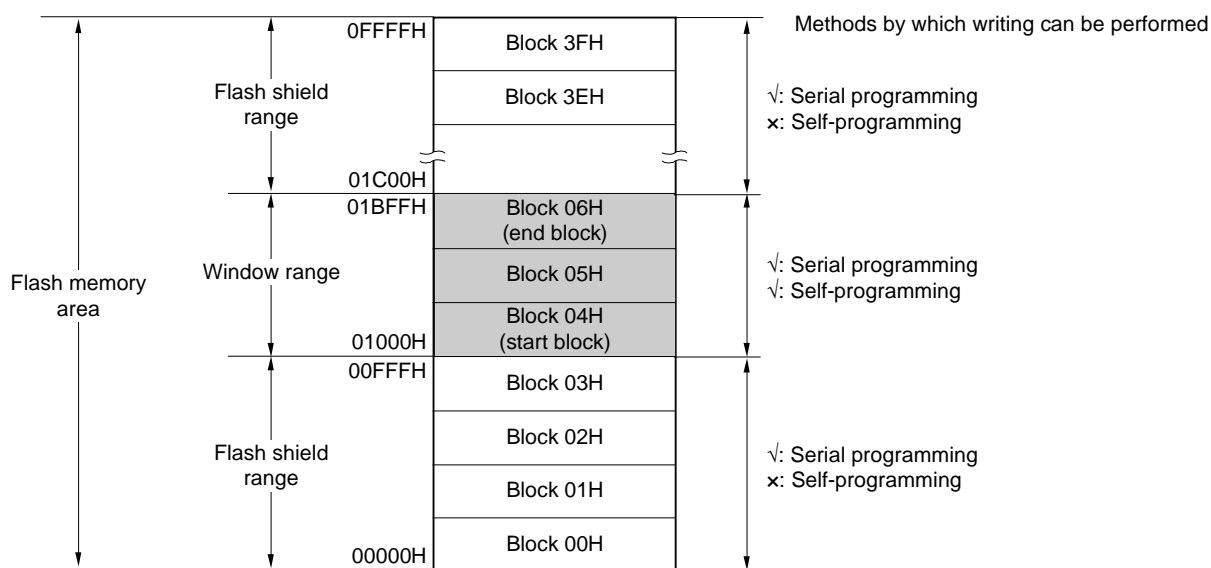 Methods by which writing can be performed
0FFFFH
Block 3FH
Flash shield
range
Block 3EH
√: Serial programming
×: Self-programming
01C00H
01BFFH
Block 06H
(end block)
Flash memory
area
Window range
Block 05H
√: Serial programming
√: Self-programming
Block 04H
(start block)
01000H
00FFFH
Block 03H
Flash shield
range
Block 02H
√: Serial programming
×: Self-programming
Block 01H
Block 00H
00000H